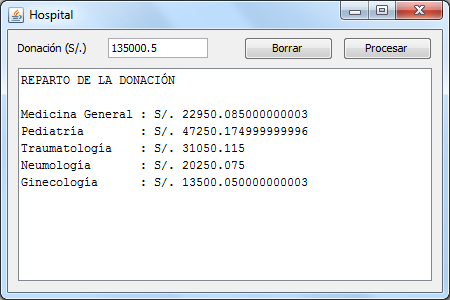 Hospital
Donación (S/.) 135000.5 Borrar Procesar
REPARTO DE LA DONACIÓN
Medicina General : S/. 22950.085000000003
Pediatría : S/. 47250.174999999996
Traumatología : S/. 31050.115
Neumología : S/. 20250.075
Ginecología : S/. 13500.050000000003